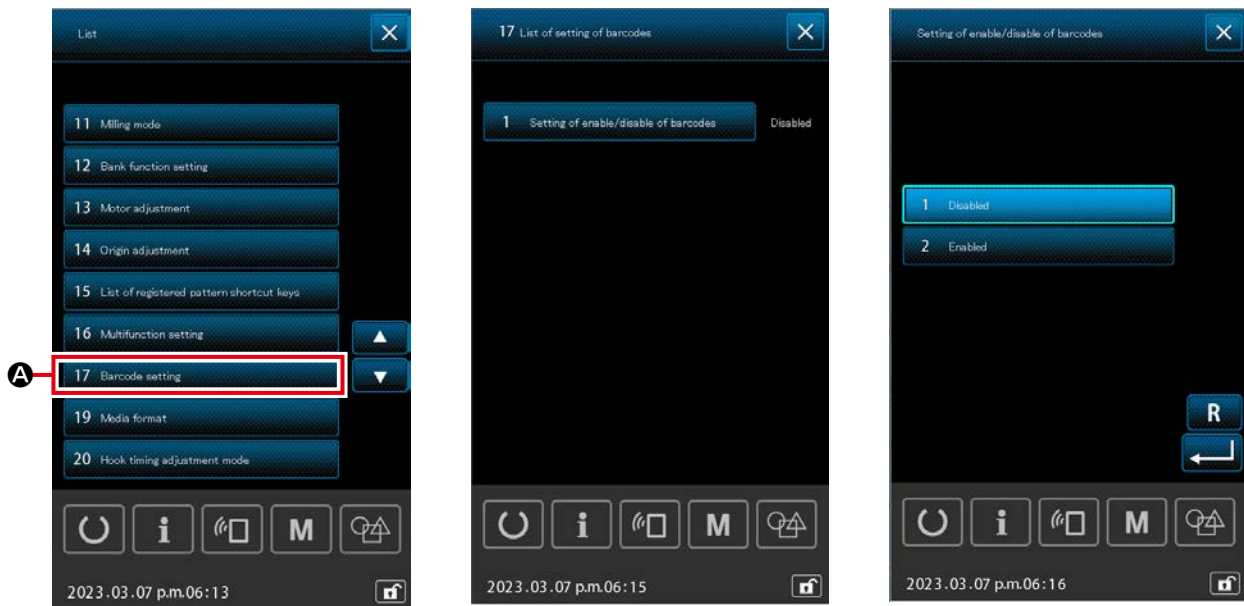 List
11 Milling mode
12 Bank function setting
13 Motor adjustment
14 Origin adjustment
15 List of registered pattern shortcut keys
16 Multifunction setting
A
17 Barcode setting
19 Media format
20 Hook timing adjustment mode
i
M
2023.03.07 p.m.06:13
17 List of setting of barcodes
1 Setting of enable/disable of barcodes Disabled
i
M
2023.03.07 p.m.06:15
Setting of enable/disable of barcodes
1 Disabled
2 Enabled
R
i
M
2023.03.07 p.m.06:16